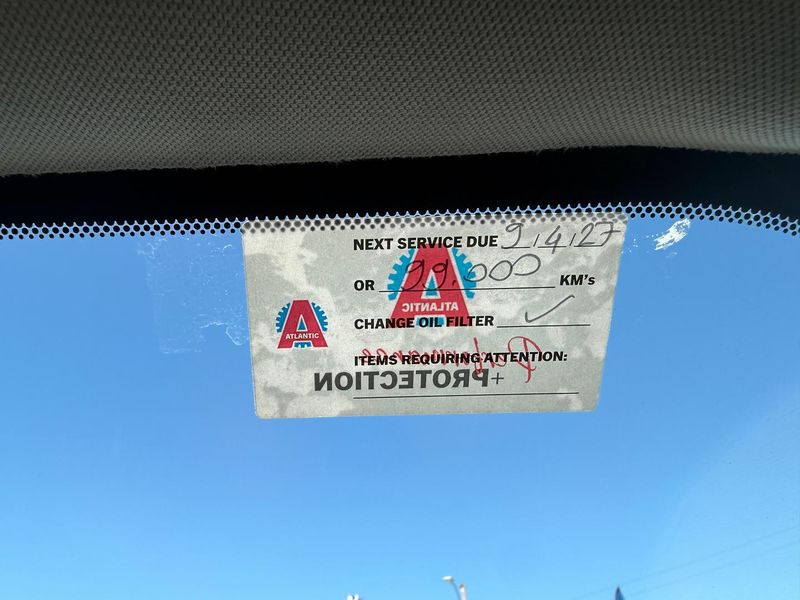 NEXT SERVICE DUE 9.4.27
OR 99.000 KM's
ATLANTIC
ATLANTIC
CHANGE OIL FILTER ✓
ITEMS REQUIRING ATTENTION:
Performance
+PROTECTION